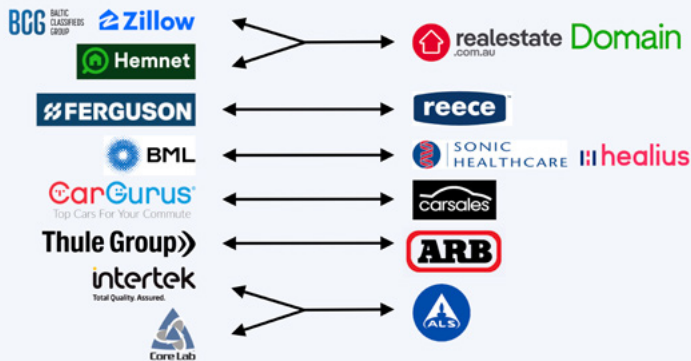 BCG BALTIC CLASSIFIEDS GROUP Zillow
Hemnet
realestate .com.au Domain
FERGUSON
reece
BML
SONIC HEALTHCARE healius
CarGurus
Top Cars For Your Commute
carsales
Thule Group
ARB
intertek
Total Quality. Assured.
ALS
Core Lab